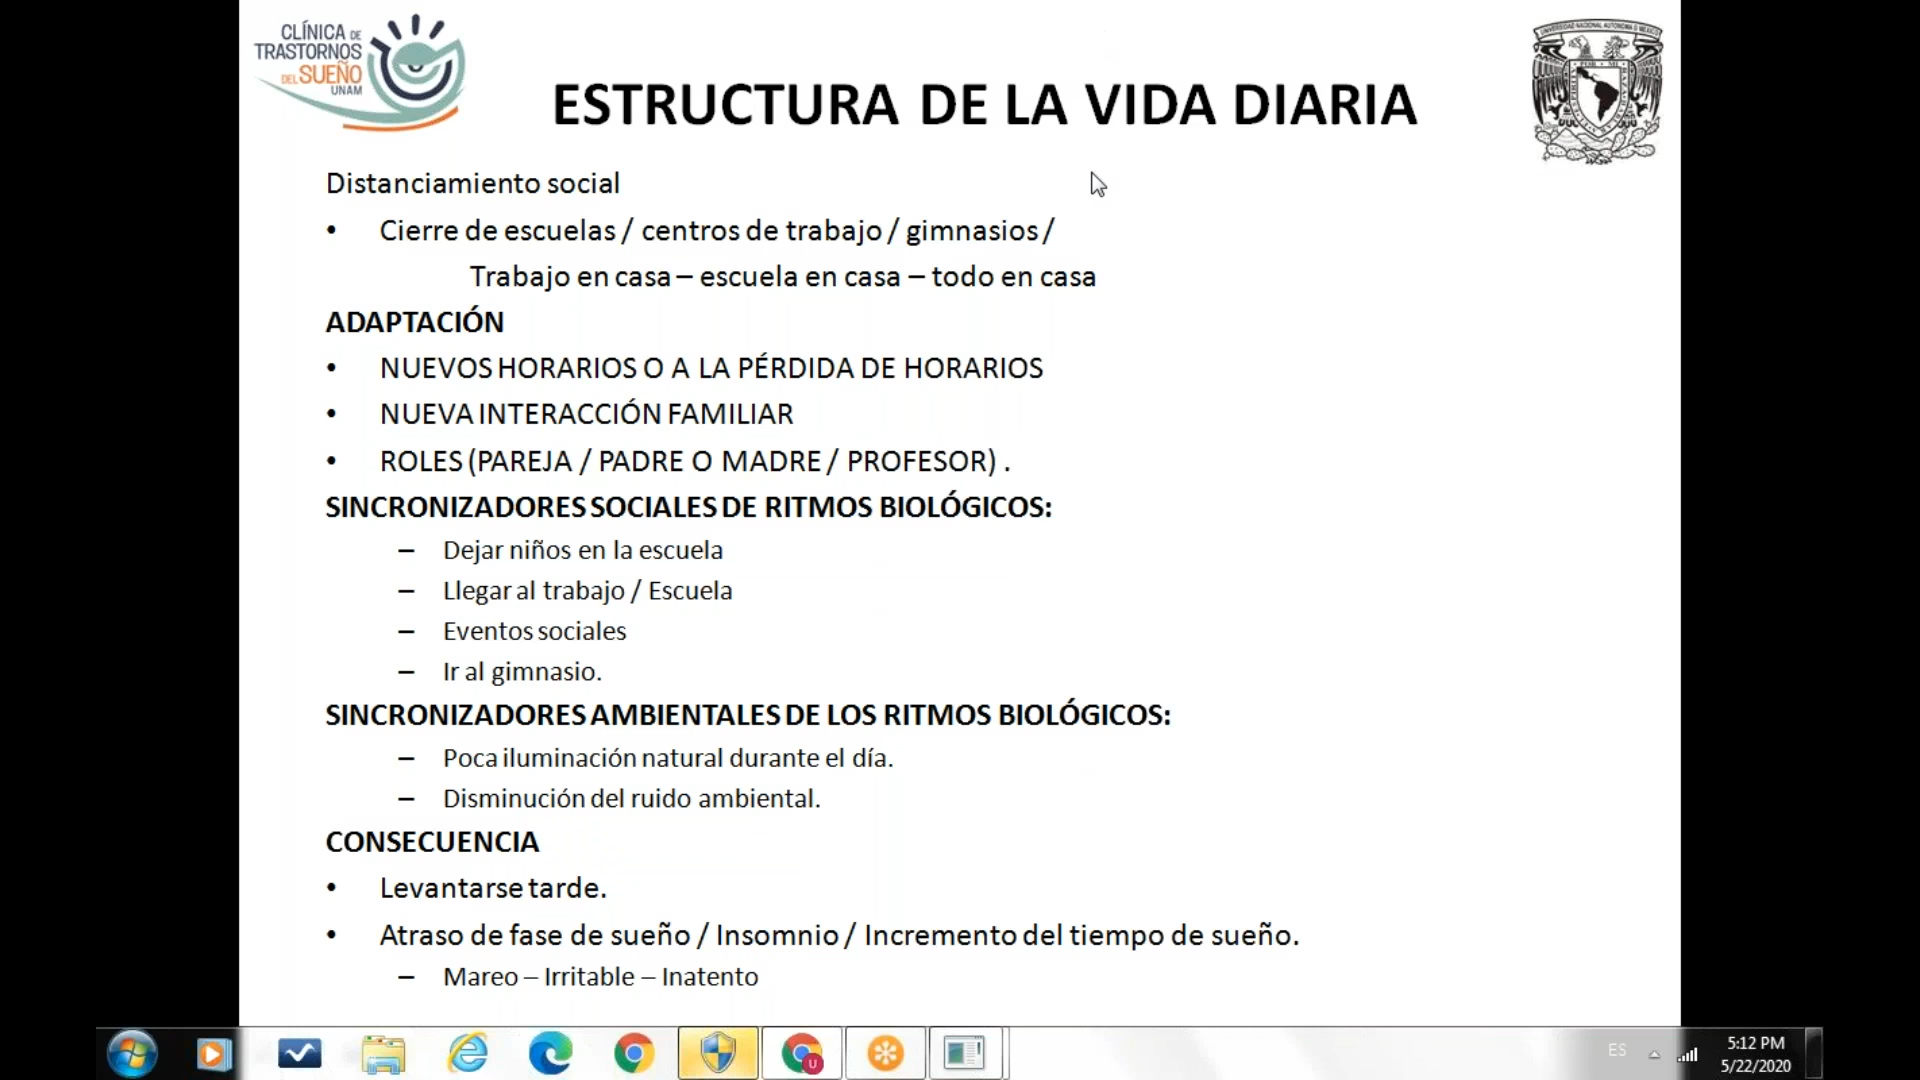 CLÍNICA DE
TRASTORNOS
DEL SUEÑO
UNAM
ESTRUCTURA DE LA VIDA DIARIA
Distanciamiento social
• Cierre de escuelas / centros de trabajo / gimnasios /
Trabajo en casa – escuela en casa – todo en casa
ADAPTACIÓN
• NUEVOS HORARIOS O A LA PÉRDIDA DE HORARIOS
• NUEVA INTERACCIÓN FAMILIAR
• ROLES (PAREJA / PADRE O MADRE / PROFESOR) .
SINCRONIZADORES SOCIALES DE RITMOS BIOLÓGICOS:
– Dejar niños en la escuela
– Llegar al trabajo / Escuela
– Eventos sociales
– Ir al gimnasio.
SINCRONIZADORES AMBIENTALES DE LOS RITMOS BIOLÓGICOS:
– Poca iluminación natural durante el día.
– Disminución del ruido ambiental.
CONSECUENCIA
• Levantarse tarde.
• Atraso de fase de sueño / Insomnio / Incremento del tiempo de sueño.
– Mareo – Irritable – Inatento
ES
5:12 PM
5/22/2020